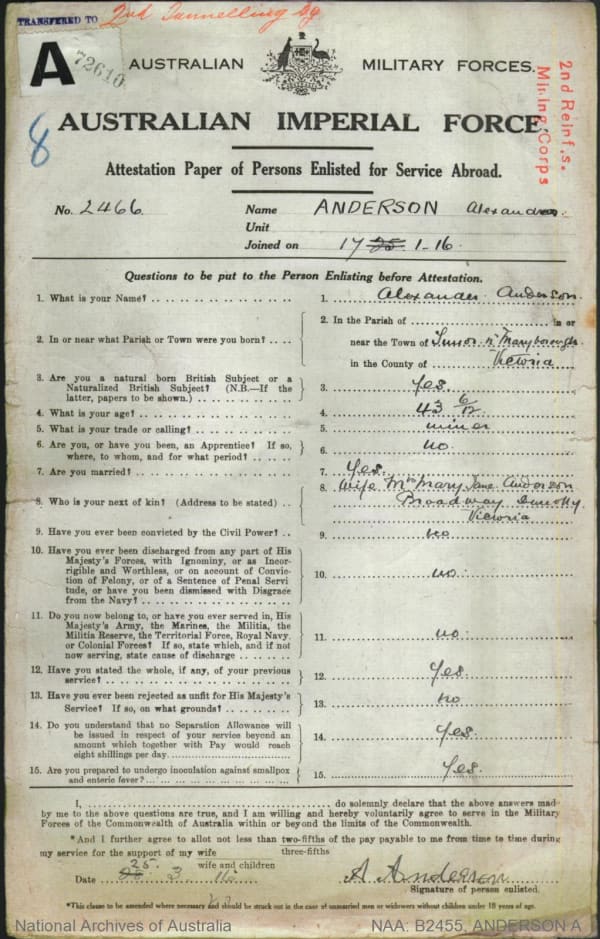 TRANSFERRED TO 2nd Tunnelling Coy
A 72610
AUSTRALIAN MILITARY FORCES.
8
AUSTRALIAN IMPERIAL FORCE.
2nd Reinf.s.
Mining Corps
Attestation Paper of Persons Enlisted for Service Abroad.
No. 2466 Name ANDERSON Alexander.
Unit
Joined on 17 25 1-16.
Questions to be put to the Person Enlisting before Attestation.
1. What is your Name? 1. Alexander Anderson.
2. In or near what Parish or Town were you born? 2. In the Parish of in or
near the Town of Timor nr Maryborough
in the County of Victoria
3. Are you a natural born British Subject or a
Naturalized British Subject? (N.B.—If the
latter, papers to be shown.) 3. Yes.
4. What is your age? 4. 43 6/12
5. What is your trade or calling? 5. miner
6. Are you, or have you been, an Apprentice? If so,
where, to whom, and for what period? 6. no.
7. Are you married? 7. Yes.
8. Who is your next of kin? (Address to be stated) 8. Wife Mrs Mary Jane Anderson
Broadway Dunolly
Victoria
9. Have you ever been convicted by the Civil Power? 9. no
10. Have you ever been discharged from any part of His
Majesty's Forces, with Ignominy, or as Incor-
rigible and Worthless, or on account of Convic-
tion of Felony, or of a Sentence of Penal Servi
tude, or have you been dismissed with Disgrace
from the Navy? 10. no.
11. Do you now belong to, or have you ever served in, His
Majesty's Army, the Marines, the Militia, the
Militia Reserve, the Territorial Force, Royal Navy.
or Colonial Forces? If so, state which, and if not
now serving, state cause of discharge 11. no.
12. Have you stated the whole, if any, of your previous
service? 12. Yes.
13. Have you ever been rejected as unfit for His Majesty's
Service? If so, on what grounds? 13. no
14. Do you understand that no Separation Allowance will
be issued in respect of your service beyond an
amount which together with Pay would reach
eight shillings per day. 14. Yes.
15. Are you prepared to undergo inoculation against smallpox
and enteric fever? 15. Yes.
I, do solemnly declare that the above answers made
by me to the above questions are true, and I am willing and hereby voluntarily agree to serve in the Military
Forces of the Commonwealth of Australia within or beyond the limits of the Commonwealth.
*And I further agree to allot not less than two-fifths of the pay payable to me from time to time during
three-fifths
my service for the support of my wife
wife and children
Date 25 3 16 A Anderson
Signature of person enlisted.
*This clause to be amended where necessary and should be struck out in the case of unmarried men or widowers without children under 18 years of age.
National Archives of Australia NAA: B2455, ANDERSON A